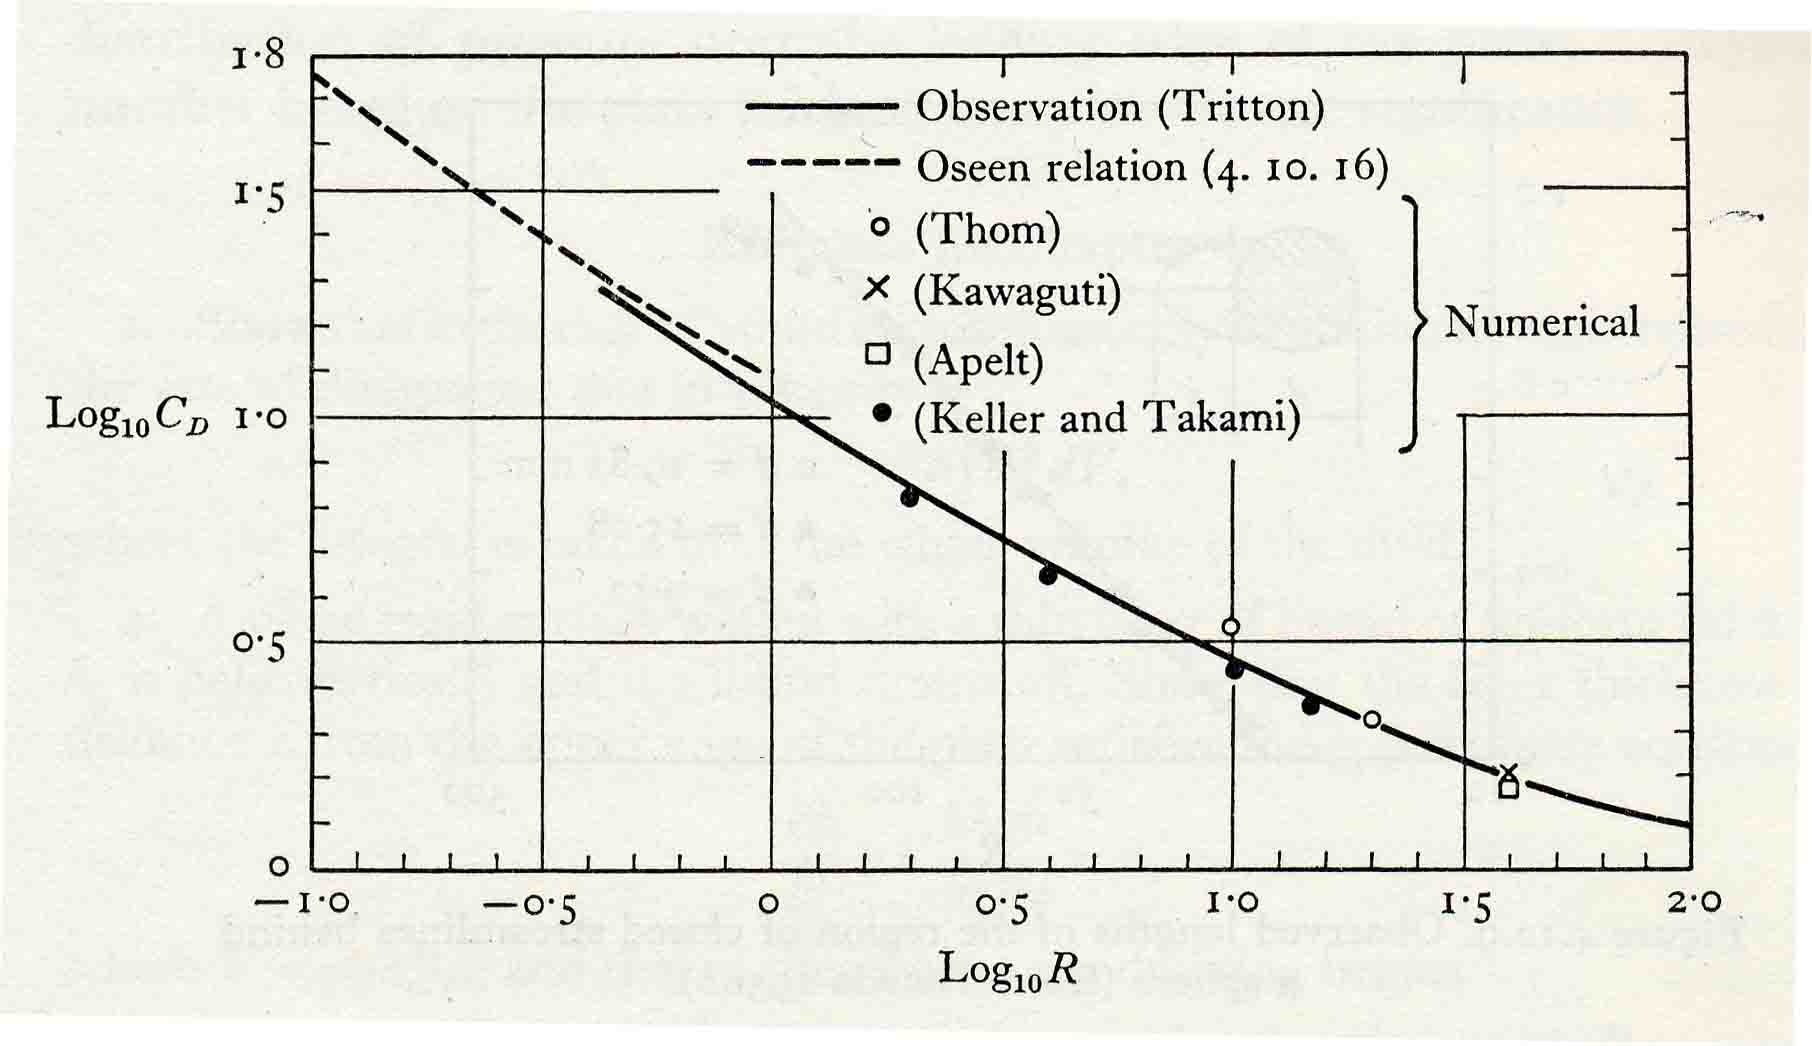 1·8
Observation (Tritton)
Oseen relation (4. 10. 16)
1·5
(Thom)
(Kawaguti)
Numerical
(Apelt)
Log₁₀ C_D 1·0
(Keller and Takami)
0·5
0
−1·0 −0·5 0 0·5 1·0 1·5 2·0
Log₁₀ R